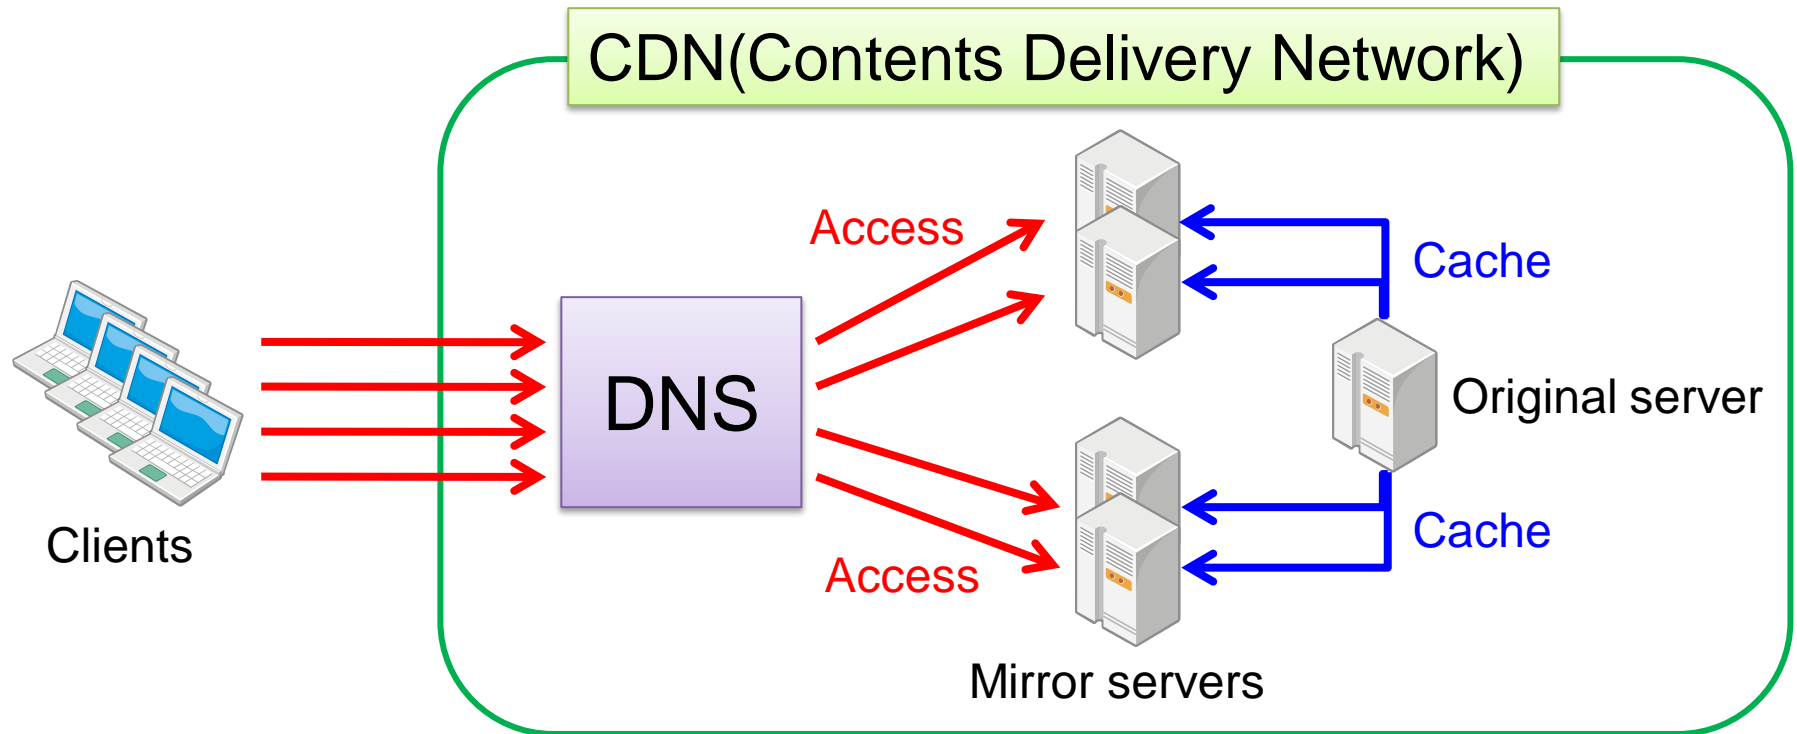 CDN(Contents Delivery Network)
Access
Cache
DNS
Original server
Clients
Access
Cache
Mirror servers